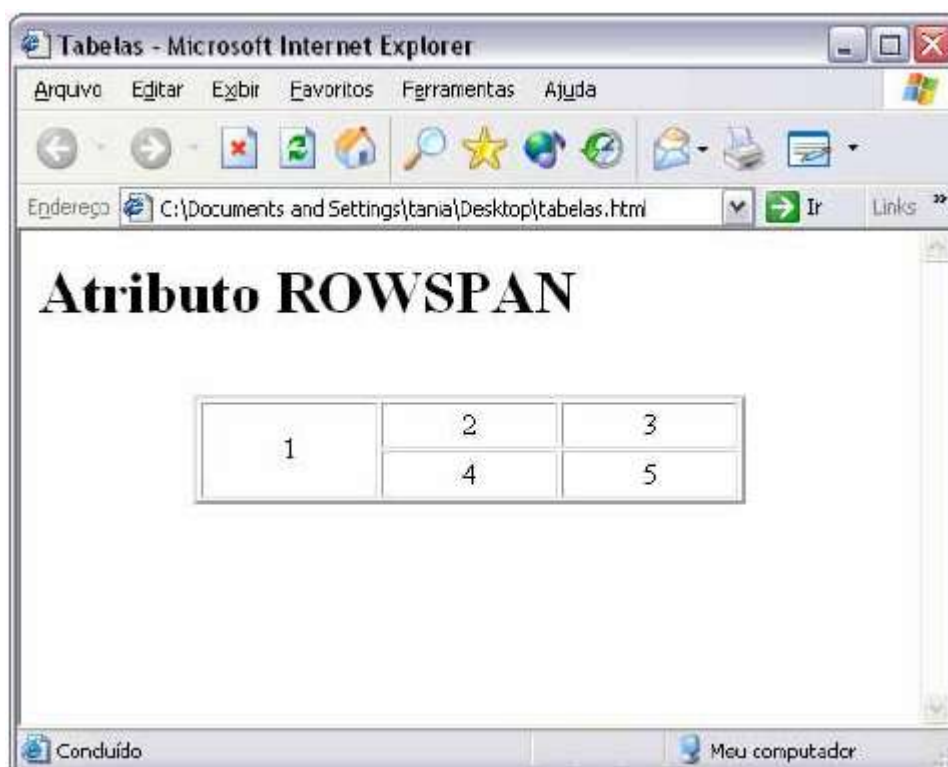 Tabelas - Microsoft Internet Explorer
Arquivo Editar Exibir Favoritos Ferramentas Ajuda
Endereço C:\Documents and Settings\tania\Desktop\tabelas.html Ir Links »
Atributo ROWSPAN
1 2 3
4 5
Conduído Meu computador